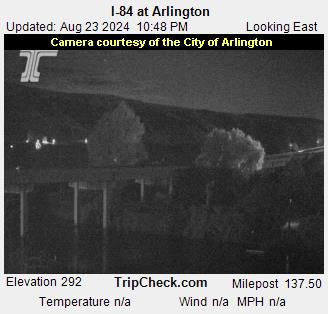 I-84 at Arlington
Updated: Aug 23 2024 10:48 PM Looking East
Camera courtesy of the City of Arlington
Elevation 292 TripCheck.com Milepost 137.50
Temperature n/a Wind n/a MPH n/a